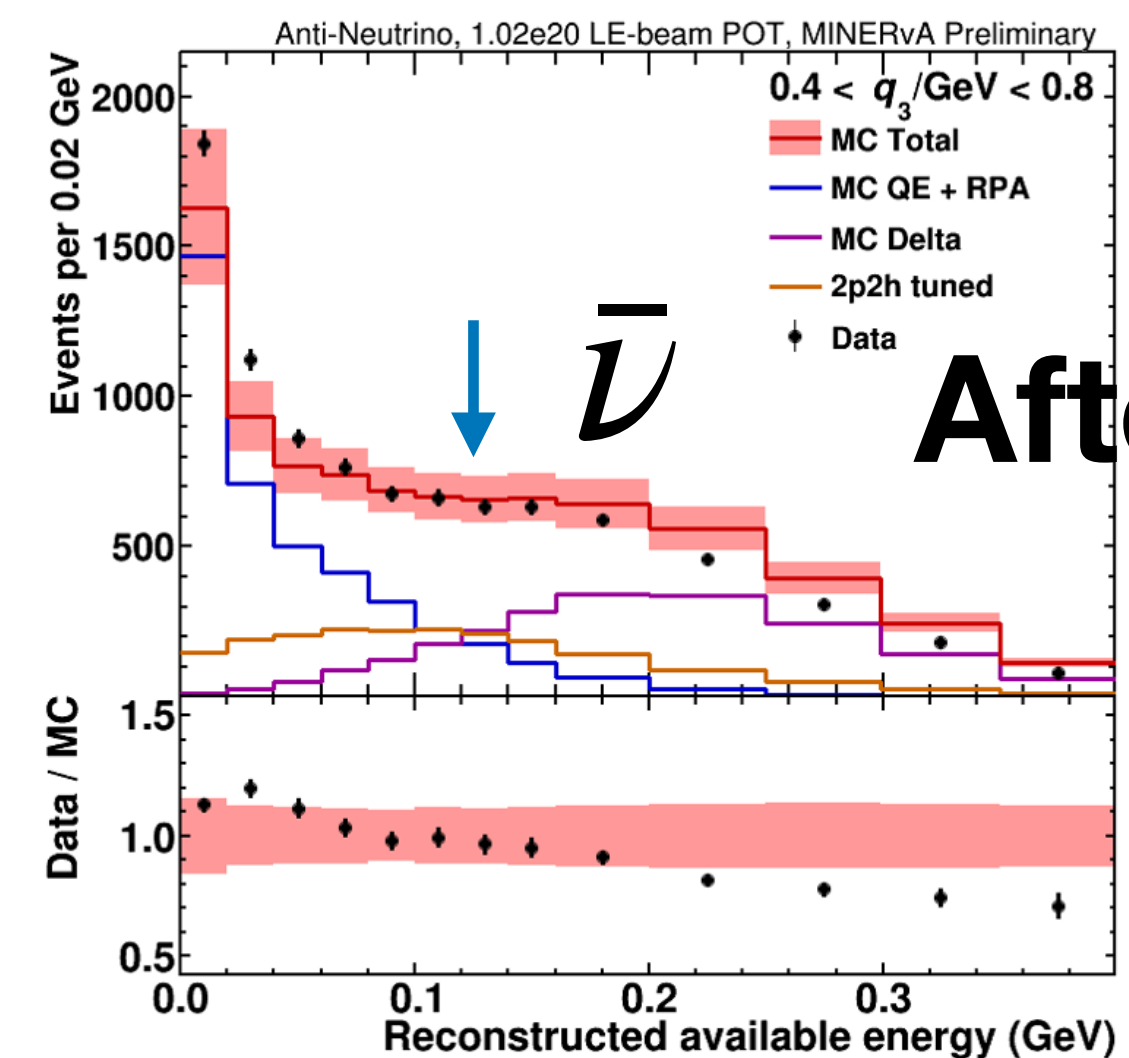 Anti-Neutrino, 1.02e20 LE-beam POT, MINERvA Preliminary
Events per 0.02 GeV
2000
1500
1000
500
0.4 < q₃/GeV < 0.8
MC Total
MC QE + RPA
MC Delta
2p2h tuned
Data
ν̄
Afte
Data / MC
1.5
1.0
0.5
0.0 0.1 0.2 0.3
Reconstructed available energy (GeV)